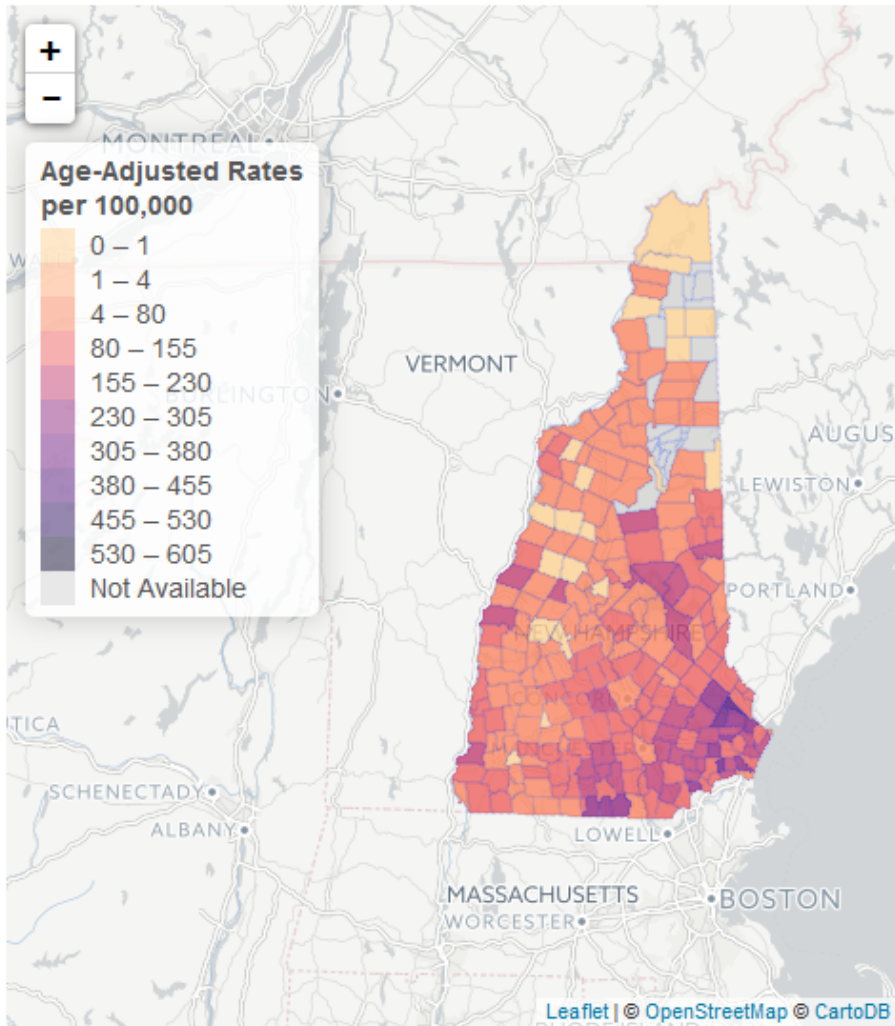 +
−
MONTREAL
Age-Adjusted Rates
per 100,000
0 – 1
1 – 4
4 – 80
80 – 155
155 – 230
230 – 305
305 – 380
380 – 455
455 – 530
530 – 605
Not Available
VERMONT
BURLINGTON
AUGUS
LEWISTON
PORTLAND
NEW HAMPSHIRE
CONCORD
UTICA
MANCHESTER
SCHENECTADY
ALBANY
LOWELL
MASSACHUSETTS
BOSTON
WORCESTER
Leaflet | © OpenStreetMap © CartoDB
RHODE ISLAND